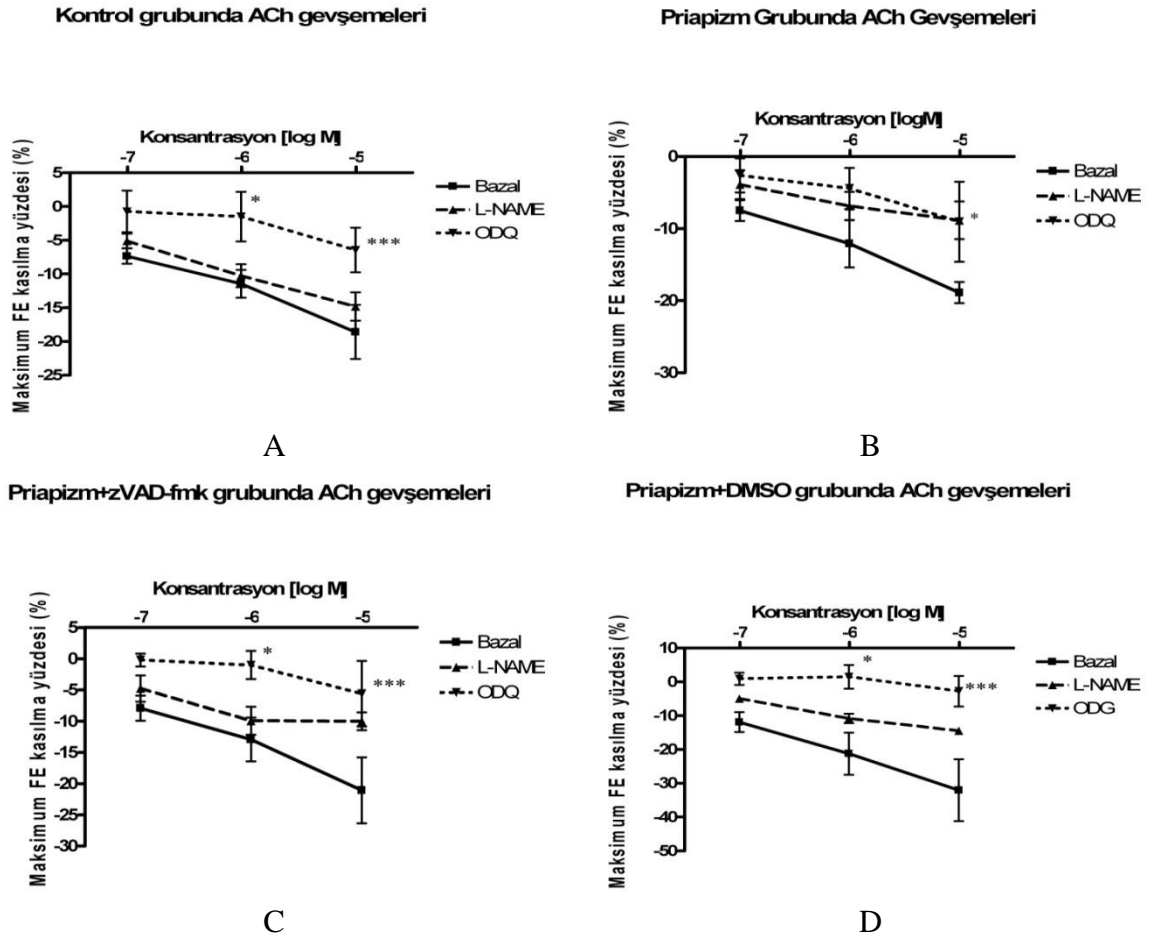 Kontrol grubunda ACh gevşemeleri
Konsantrasyon [log M]
-7 -6 -5
Maksimum FE kasılma yüzdesi (%)
5
0
-5
-10
-15
-20
-25
*
***
Bazal
L-NAME
ODQ
A
Priapizm Grubunda ACh Gevşemeleri
Konsantrasyon [logM]
-7 -6 -5
Maksimum FE kasılma yüzdesi (%)
0
-10
-20
-30
*
Bazal
L-NAME
ODQ
B
Priapizm+zVAD-fmk grubunda ACh gevşemeleri
Konsantrasyon [log M]
-7 -6 -5
Maksimum FE kasılma yüzdesi (%)
5
0
-5
-10
-15
-20
-25
-30
*
***
Bazal
L-NAME
ODQ
C
Priapizm+DMSO grubunda ACh gevşemeleri
Konsantrasyon [log M]
-7 -6 -5
Maksimum FE kasılma yüzdesi (%)
10
0
-10
-20
-30
-40
-50
*
***
Bazal
L-NAME
ODG
D